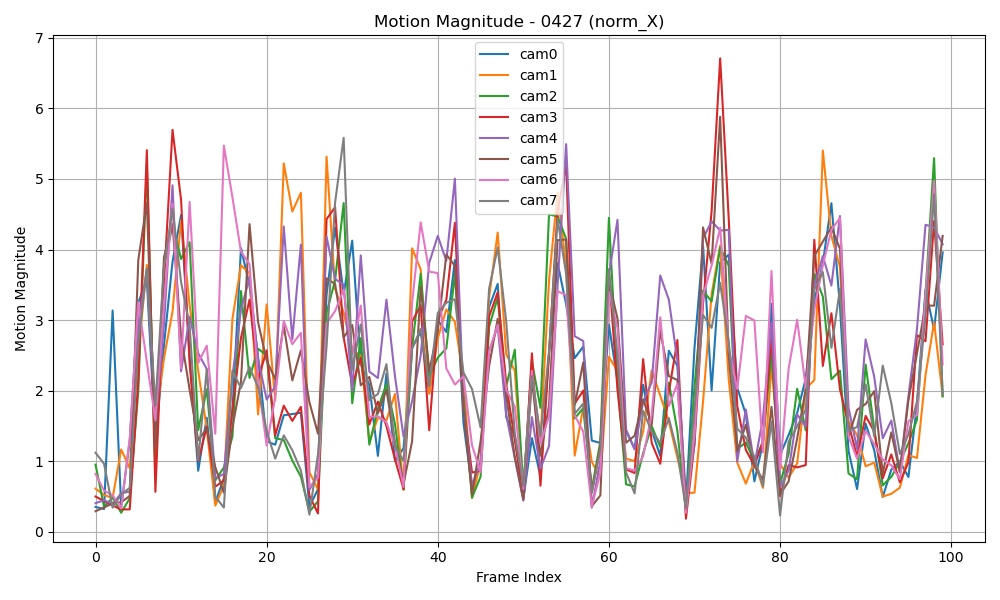 Motion Magnitude - 0427 (norm_X)
Motion Magnitude
7
6
5
4
3
2
1
0
cam0
cam1
cam2
cam3
cam4
cam5
cam6
cam7
0
20
40
60
80
100
Frame Index